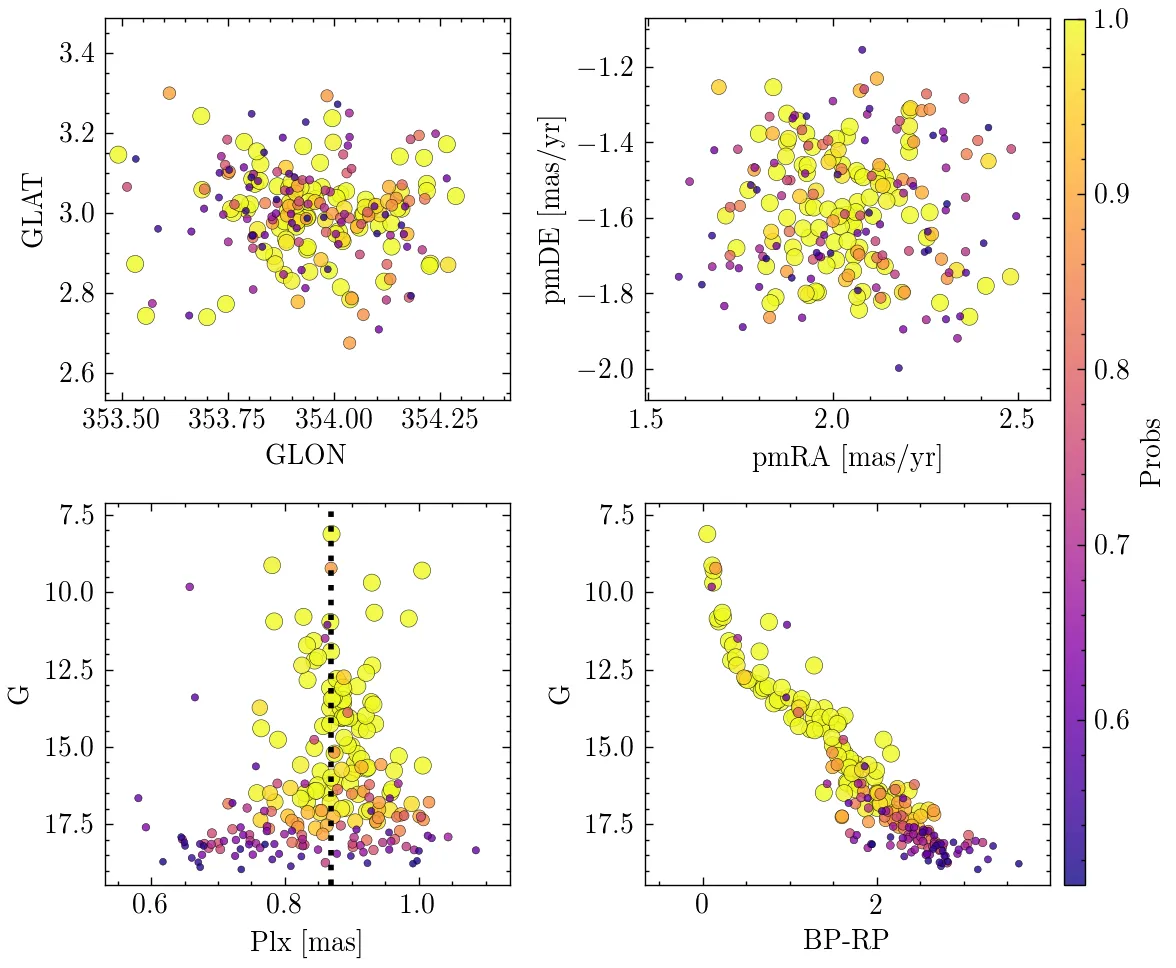 3.4
3.2
3.0
2.8
2.6
GLAT
353.50 353.75 354.00 354.25
GLON
−1.2
−1.4
−1.6
−1.8
−2.0
pmDE [mas/yr]
1.5 2.0 2.5
pmRA [mas/yr]
1.0
0.9
0.8
0.7
0.6
Probs
7.5
10.0
12.5
15.0
17.5
G
0.6 0.8 1.0
Plx [mas]
7.5
10.0
12.5
15.0
17.5
G
0 2
BP-RP